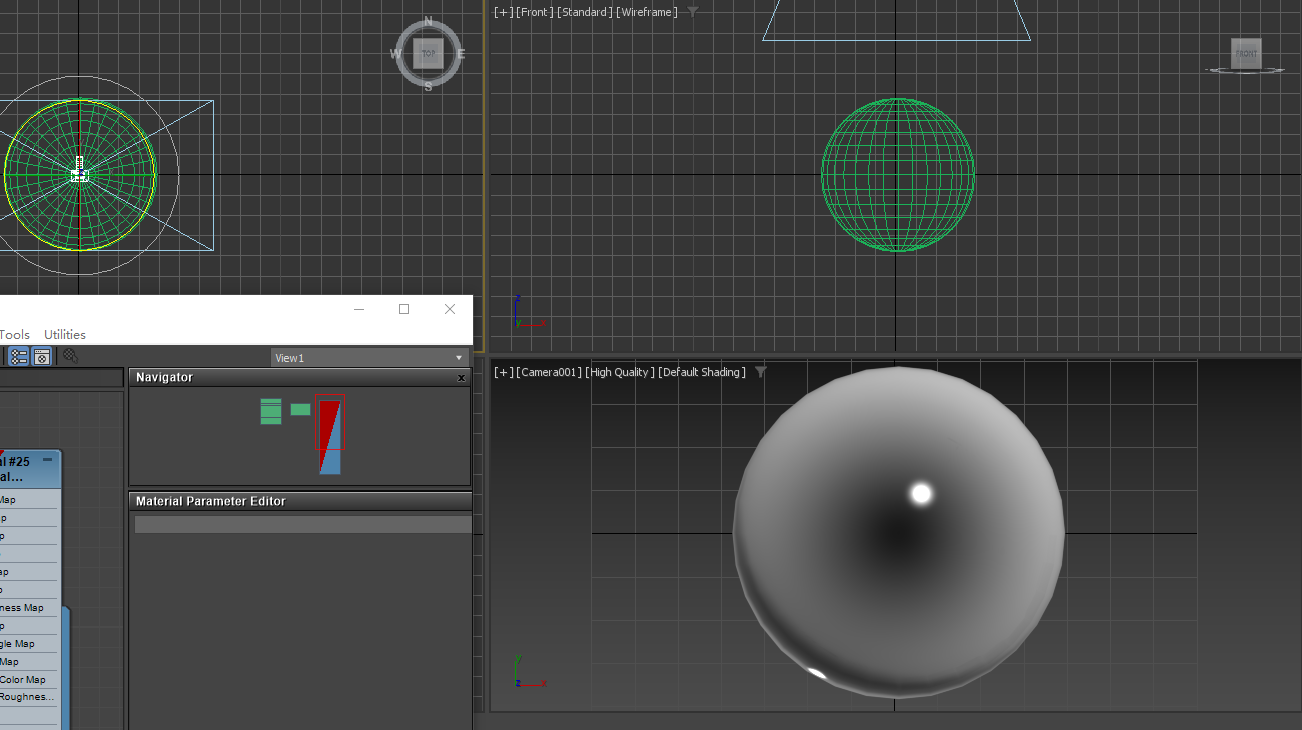 [+] [Front] [Standard] [Wireframe]
N
W
TOP
E
S
FRONT
z
y
x
Tools Utilities
View1
Navigator
x
[+] [Camera001] [High Quality] [Default Shading]
al #25
al...
Map
p
p
ap
ness Map
p
gle Map
Map
Color Map
Roughness...
Material Parameter Editor
y
z
x